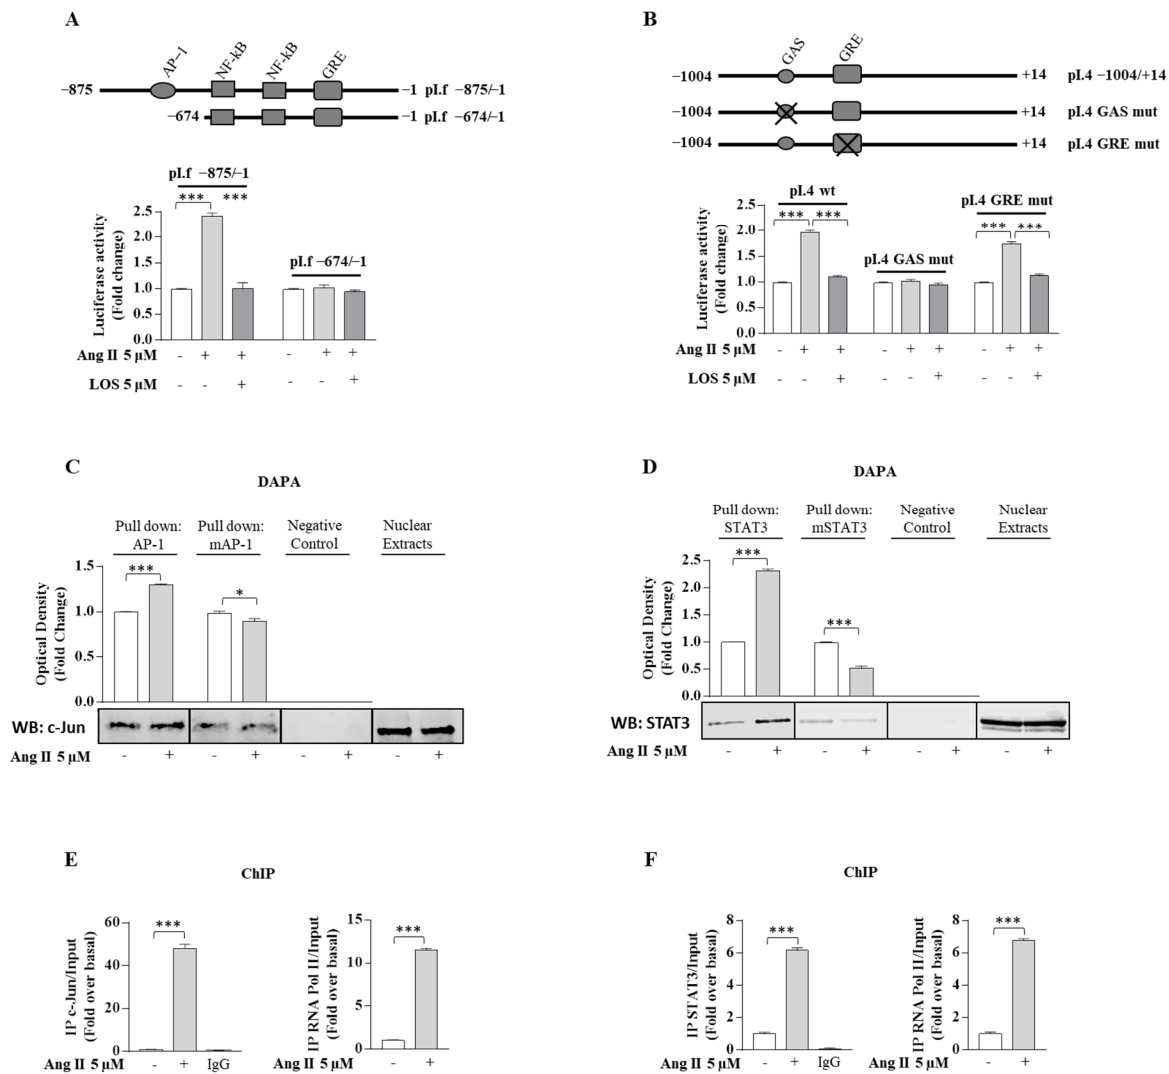 A
AP−1
NF-kB
NF-kB
GRE
−875
−1 pI.f −875/−1
−674
−1 pI.f −674/−1
pI.f −875/−1
*** ***
pI.f −674/−1
Luciferase activity
(Fold change)
2.5
2.0
1.5
1.0
0.5
0.0
Ang II 5 μM - + + - + +
LOS 5 μM - - + - - +
B
GAS
GRE
−1004 +14 pI.4 −1004/+14
−1004 +14 pI.4 GAS mut
−1004 +14 pI.4 GRE mut
pI.4 wt
*** ***
pI.4 GAS mut
pI.4 GRE mut
*** ***
Luciferase activity
(Fold change)
2.5
2.0
1.5
1.0
0.5
0.0
Ang II 5 μM - + + - + + - + +
LOS 5 μM - - + - - + - - +
C
DAPA
Pull down:
AP-1
Pull down:
mAP-1
Negative
Control
Nuclear
Extracts
*** *
Optical Density
(Fold Change)
1.5
1.0
0.5
0.0
WB: c-Jun
Ang II 5 μM - + - + - + - +
D
DAPA
Pull down:
STAT3
Pull down:
mSTAT3
Negative
Control
Nuclear
Extracts
*** ***
Optical Density
(Fold Change)
2.5
2.0
1.5
1.0
0.5
0.0
WB: STAT3
Ang II 5 μM - + - + - + - +
E
ChIP
***
IP c-Jun/Input
(Fold over basal)
60
40
20
0
Ang II 5 μM - + IgG
***
IP RNA Pol II/Input
(Fold over basal)
15
10
5
0
Ang II 5 μM - +
F
ChIP
***
IP STAT3/Input
(Fold over basal)
8
6
4
2
0
Ang II 5 μM - + IgG
***
IP RNA Pol II/Input
(Fold over basal)
8
6
4
2
0
Ang II 5 μM - +